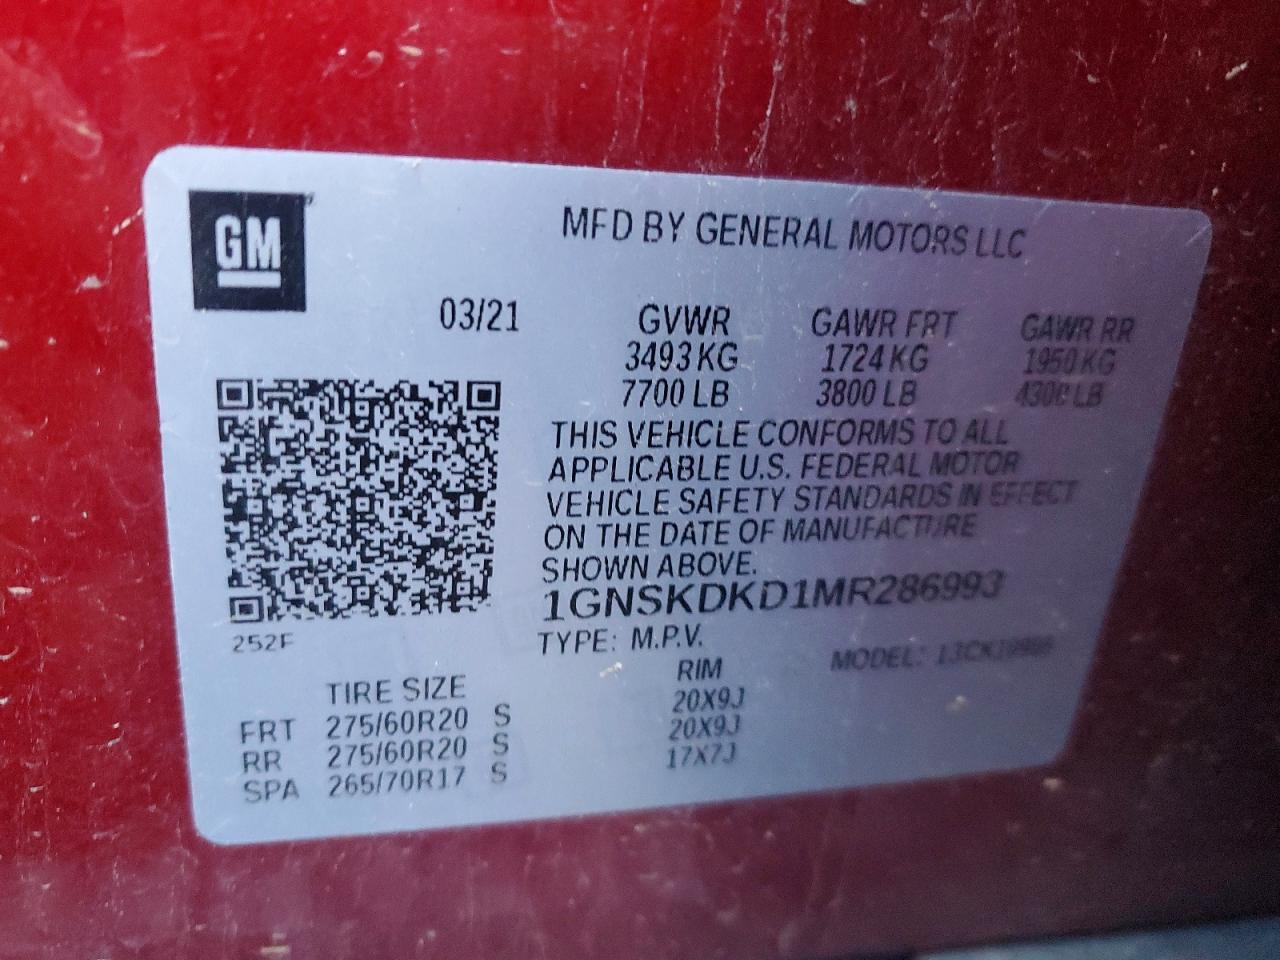 GM
MFD BY GENERAL MOTORS LLC
03/21 GVWR GAWR FRT GAWR RR
3493 KG 1724 KG 1950 KG
7700 LB 3800 LB 4300 LB
THIS VEHICLE CONFORMS TO ALL
APPLICABLE U.S. FEDERAL MOTOR
VEHICLE SAFETY STANDARDS IN EFFECT
ON THE DATE OF MANUFACTURE
SHOWN ABOVE.
1GNSKDKD1MR286993
252F
TYPE: M.P.V. MODEL:
TIRE SIZE RIM
FRT 275/60R20 S 20X9J
RR 275/60R20 S 20X9J
SPA 265/70R17 S 17X7J